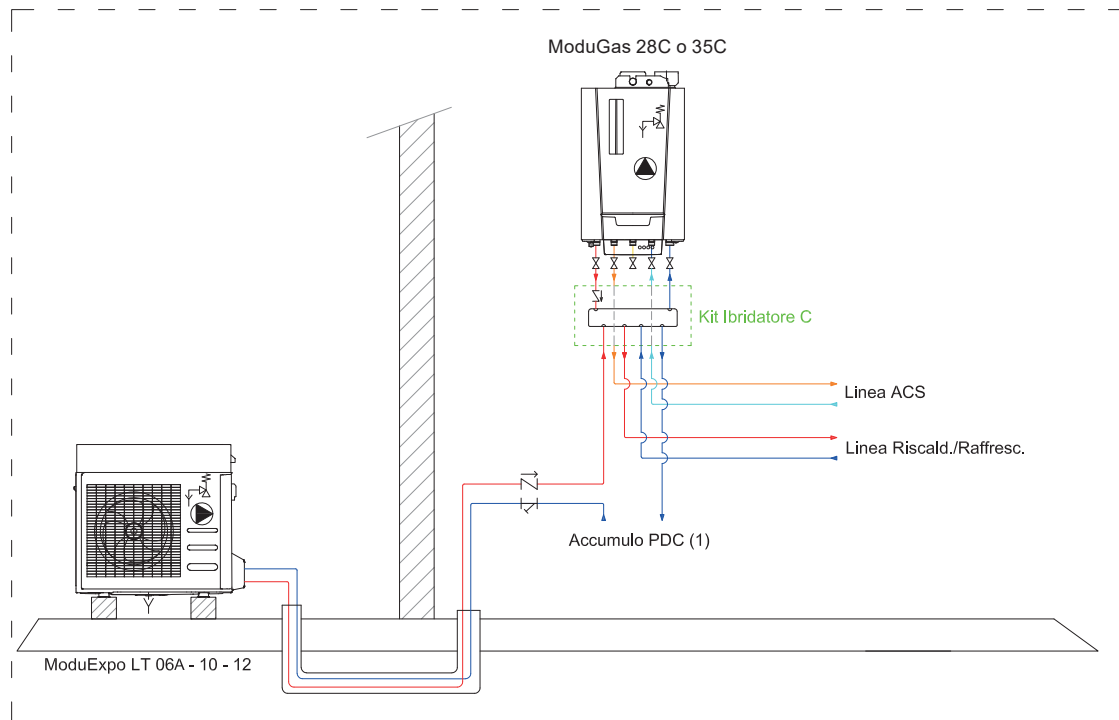 ModuGas 28C o 35C
Kit Ibridatore C
Linea ACS
Linea Riscald./Raffresc.
Accumulo PDC (1)
ModuExpo LT 06A - 10 - 12